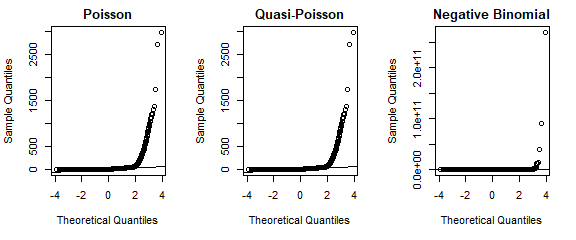 Poisson
Quasi-Poisson
Negative Binomial
Sample Quantiles
0
500
1500
2500
-4
-2
0
2
4
Theoretical Quantiles
Sample Quantiles
0
500
1500
2500
-4
-2
0
2
4
Theoretical Quantiles
Sample Quantiles
0.0e+00
1.0e+11
2.0e+11
-4
-2
0
2
4
Theoretical Quantiles